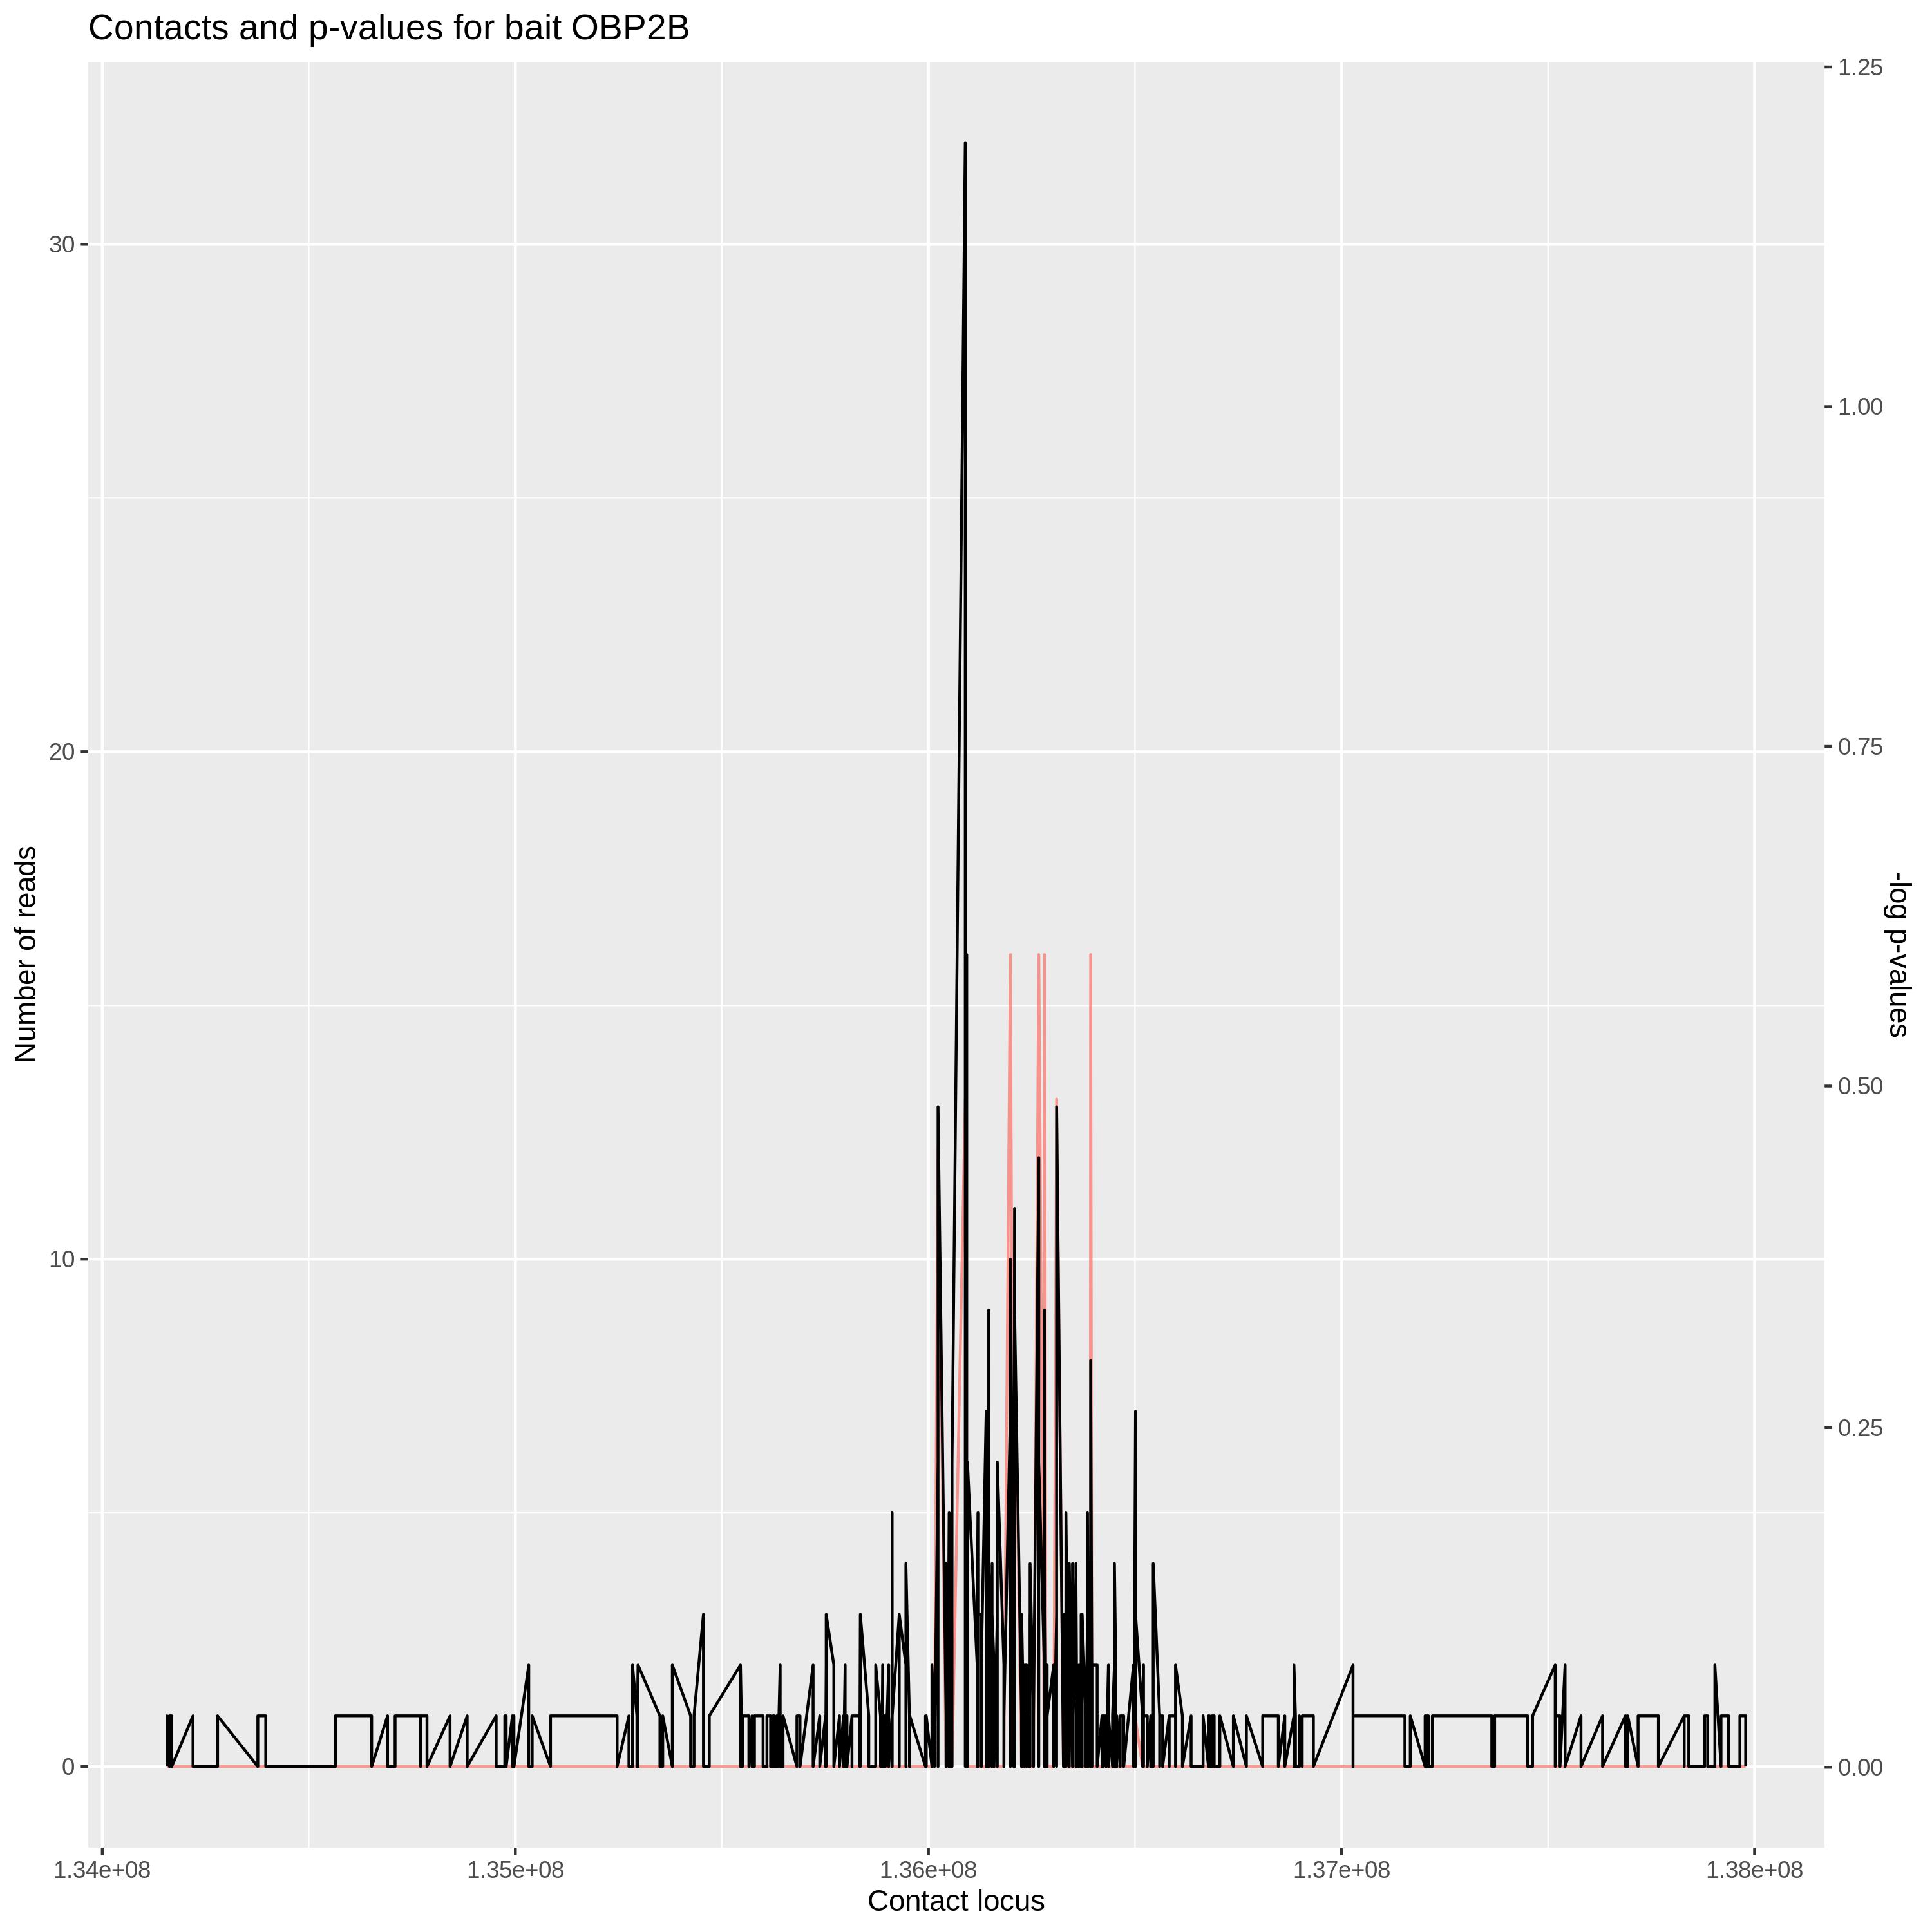 Contacts and p-values for bait OBP2B
30
20
10
0
Number of reads
1.25
1.00
0.75
0.50
0.25
0.00
-log p-values
1.34e+08
1.35e+08
1.36e+08
1.37e+08
1.38e+08
Contact locus